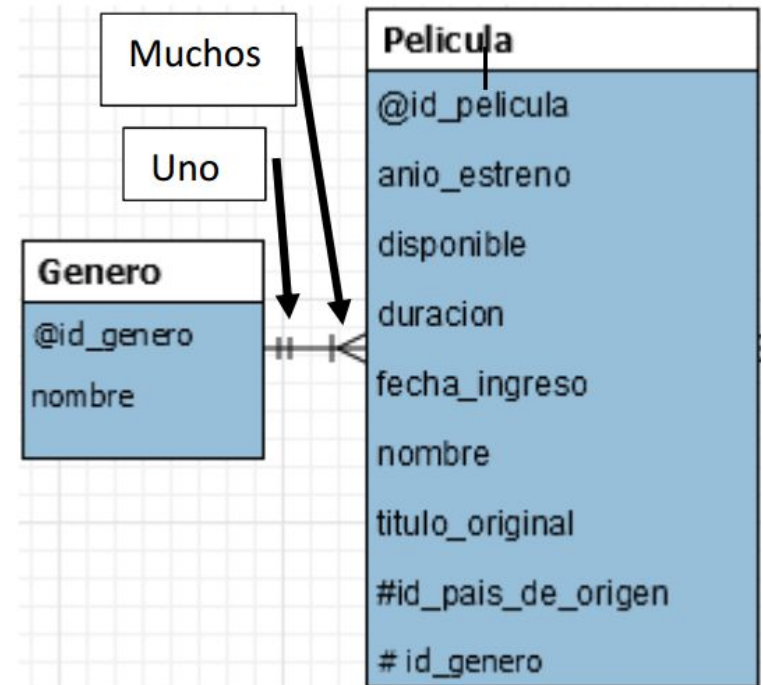 Muchos
Uno
Genero
@id_genero
nombre
Pelicula
@id_pelicula
anio_estreno
disponible
duracion
fecha_ingreso
nombre
titulo_original
#id_pais_de_origen
# id_genero